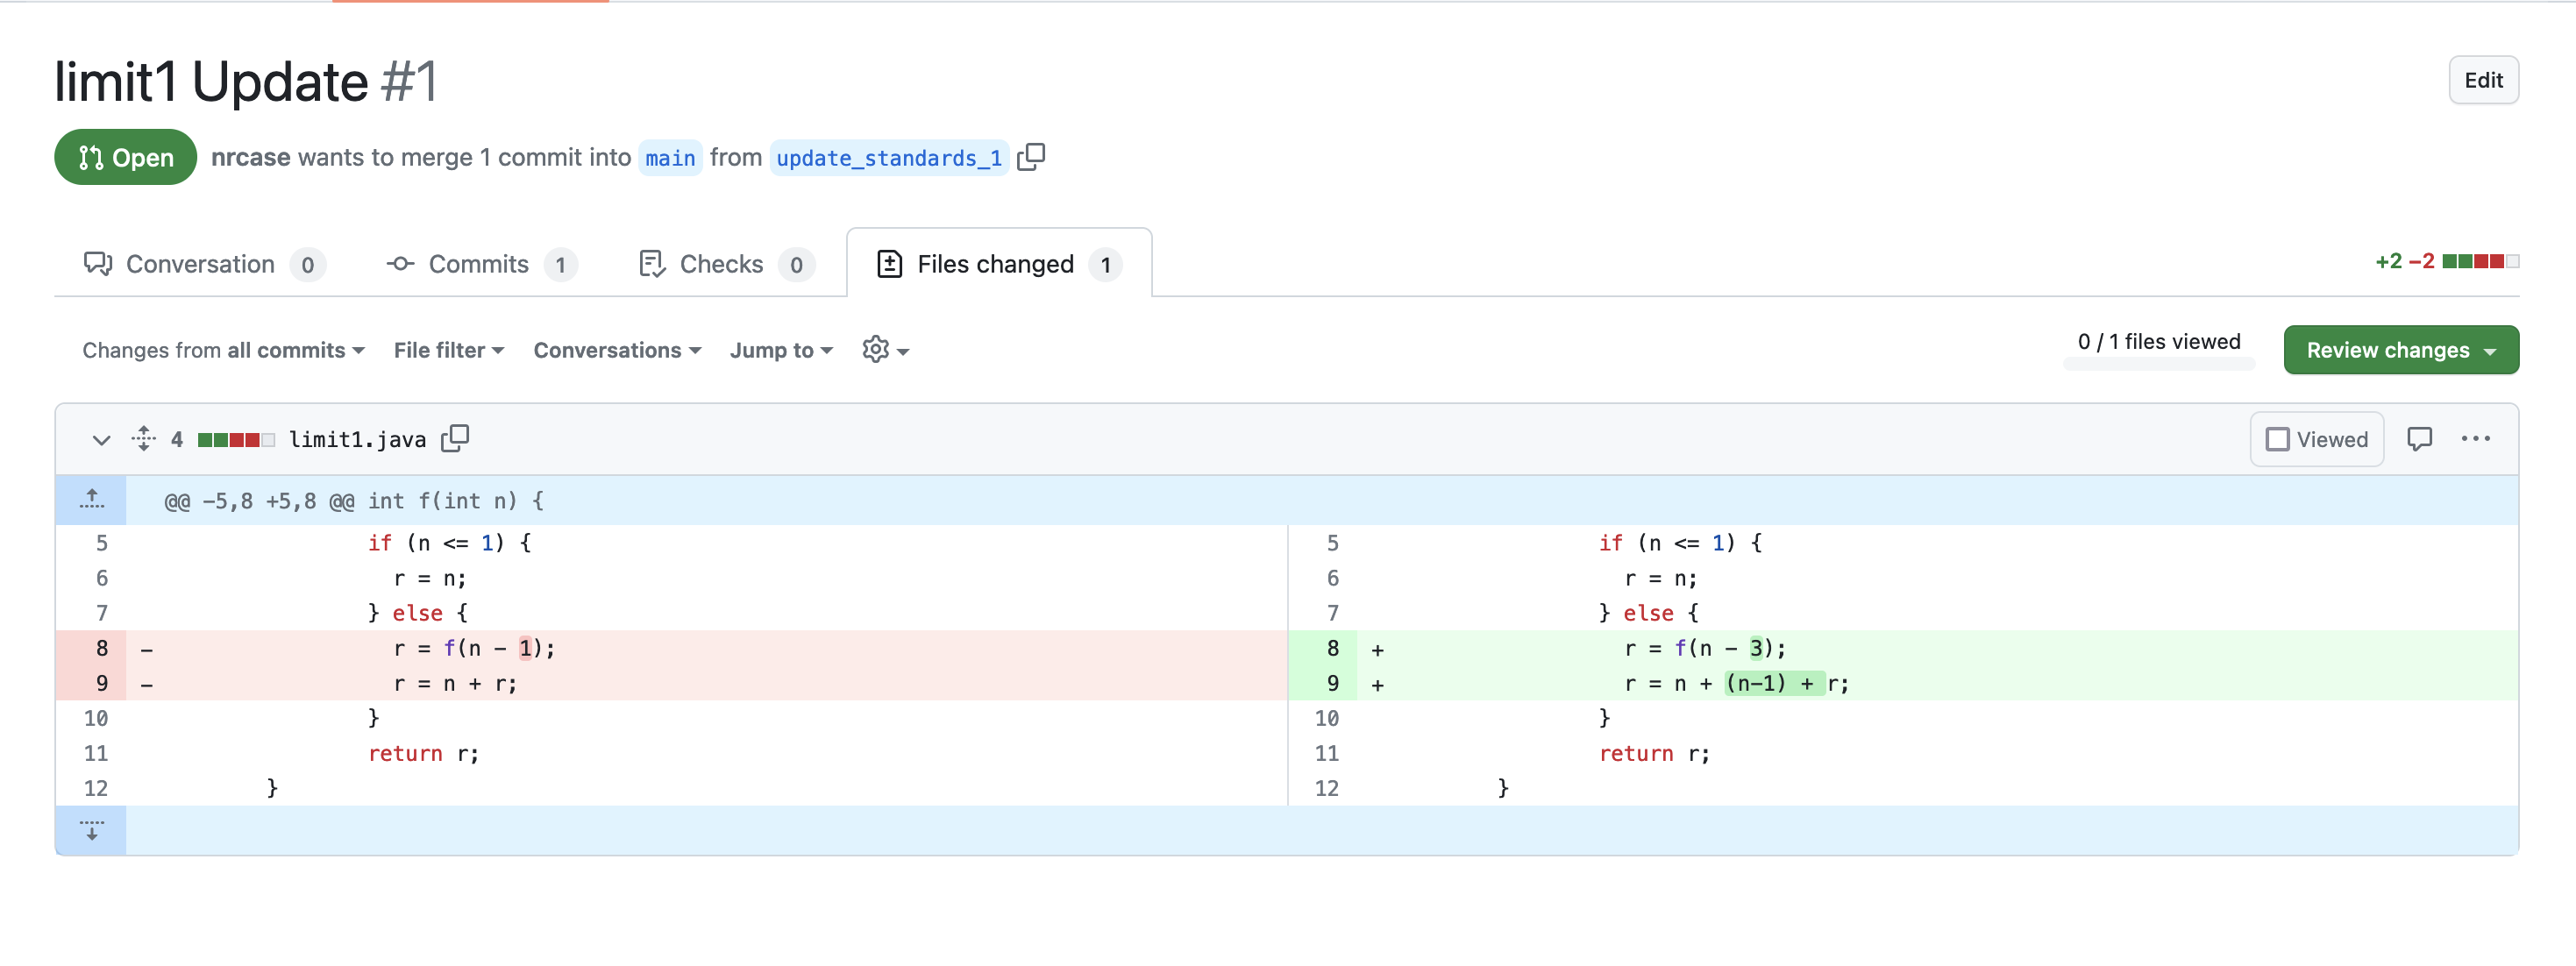 limit1 Update #1
Edit
Open nrcase wants to merge 1 commit into main from update_standards_1
Conversation 0 Commits 1 Checks 0 Files changed 1 +2 −2
Changes from all commits File filter Conversations Jump to 0 / 1 files viewed Review changes
4 limit1.java Viewed
@@ -5,8 +5,8 @@ int f(int n) {
5 if (n <= 1) {
6 r = n;
7 } else {
8 - r = f(n - 1);
9 - r = n + r;
10 }
11 return r;
12 }
5 if (n <= 1) {
6 r = n;
7 } else {
8 + r = f(n - 3);
9 + r = n + (n-1) + r;
10 }
11 return r;
12 }